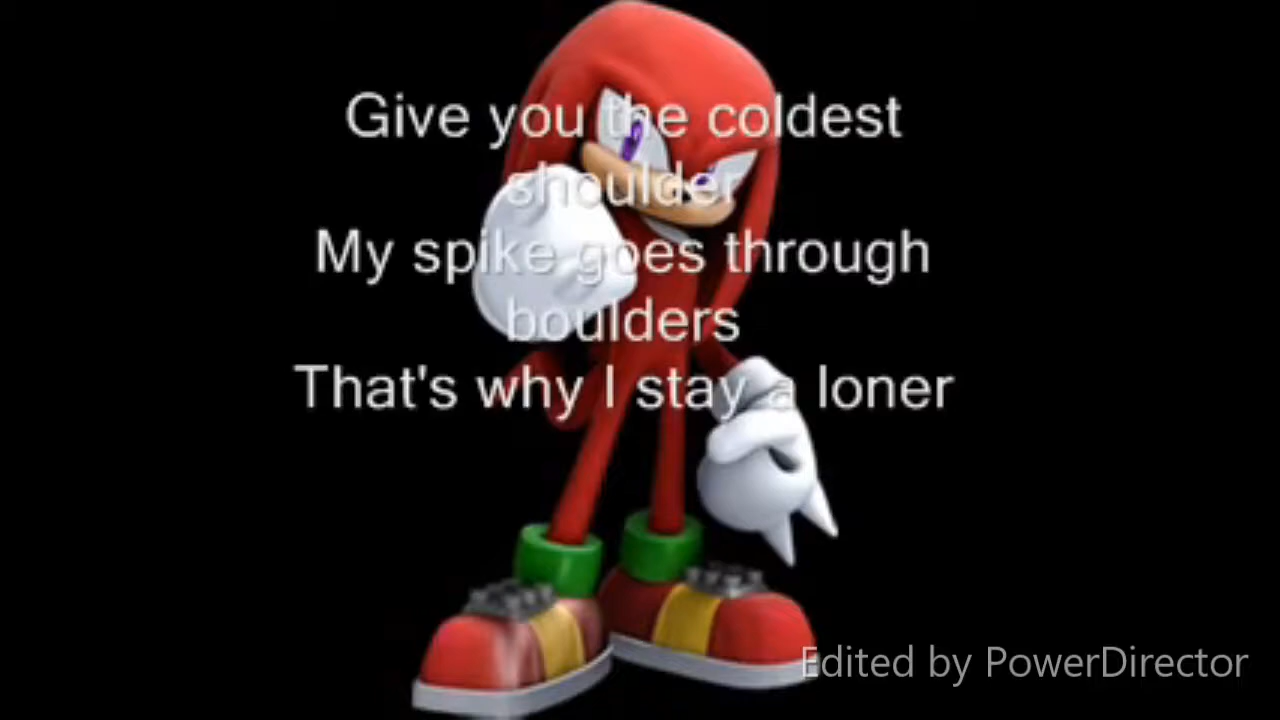 Give you the coldest
shoulder
My spike goes through
boulders
That's why I stay a loner
Edited by PowerDirector